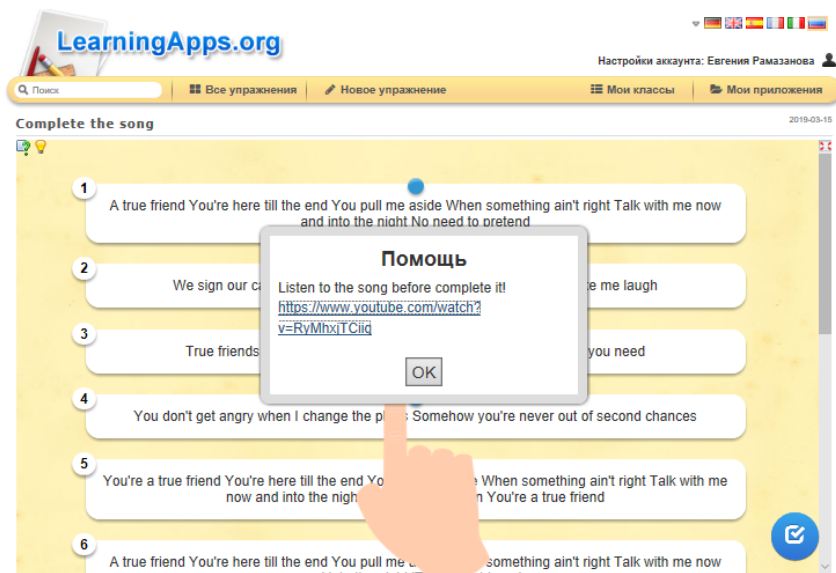 LearningApps.org
Настройки аккаунта: Евгения Рамазанова
Поиск
Все упражнения
Новое упражнение
Мои классы
Мои приложения
Complete the song
2019-03-15
1
A true friend You're here till the end You pull me aside When something ain't right Talk with me now
and into the night No need to pretend
2
We sign our
me laugh
3
True friends
you need
4
You don't get angry when I change the Somehow you're never out of second chances
5
You're a true friend You're here till the end When something ain't right Talk with me
now and into the You're a true friend
6
A true friend You're here till the end You pull something ain't right Talk with me now
Помощь
Listen to the song before complete it!
https://www.youtube.com/watch?
v=RyMhxjTCiiq
OK